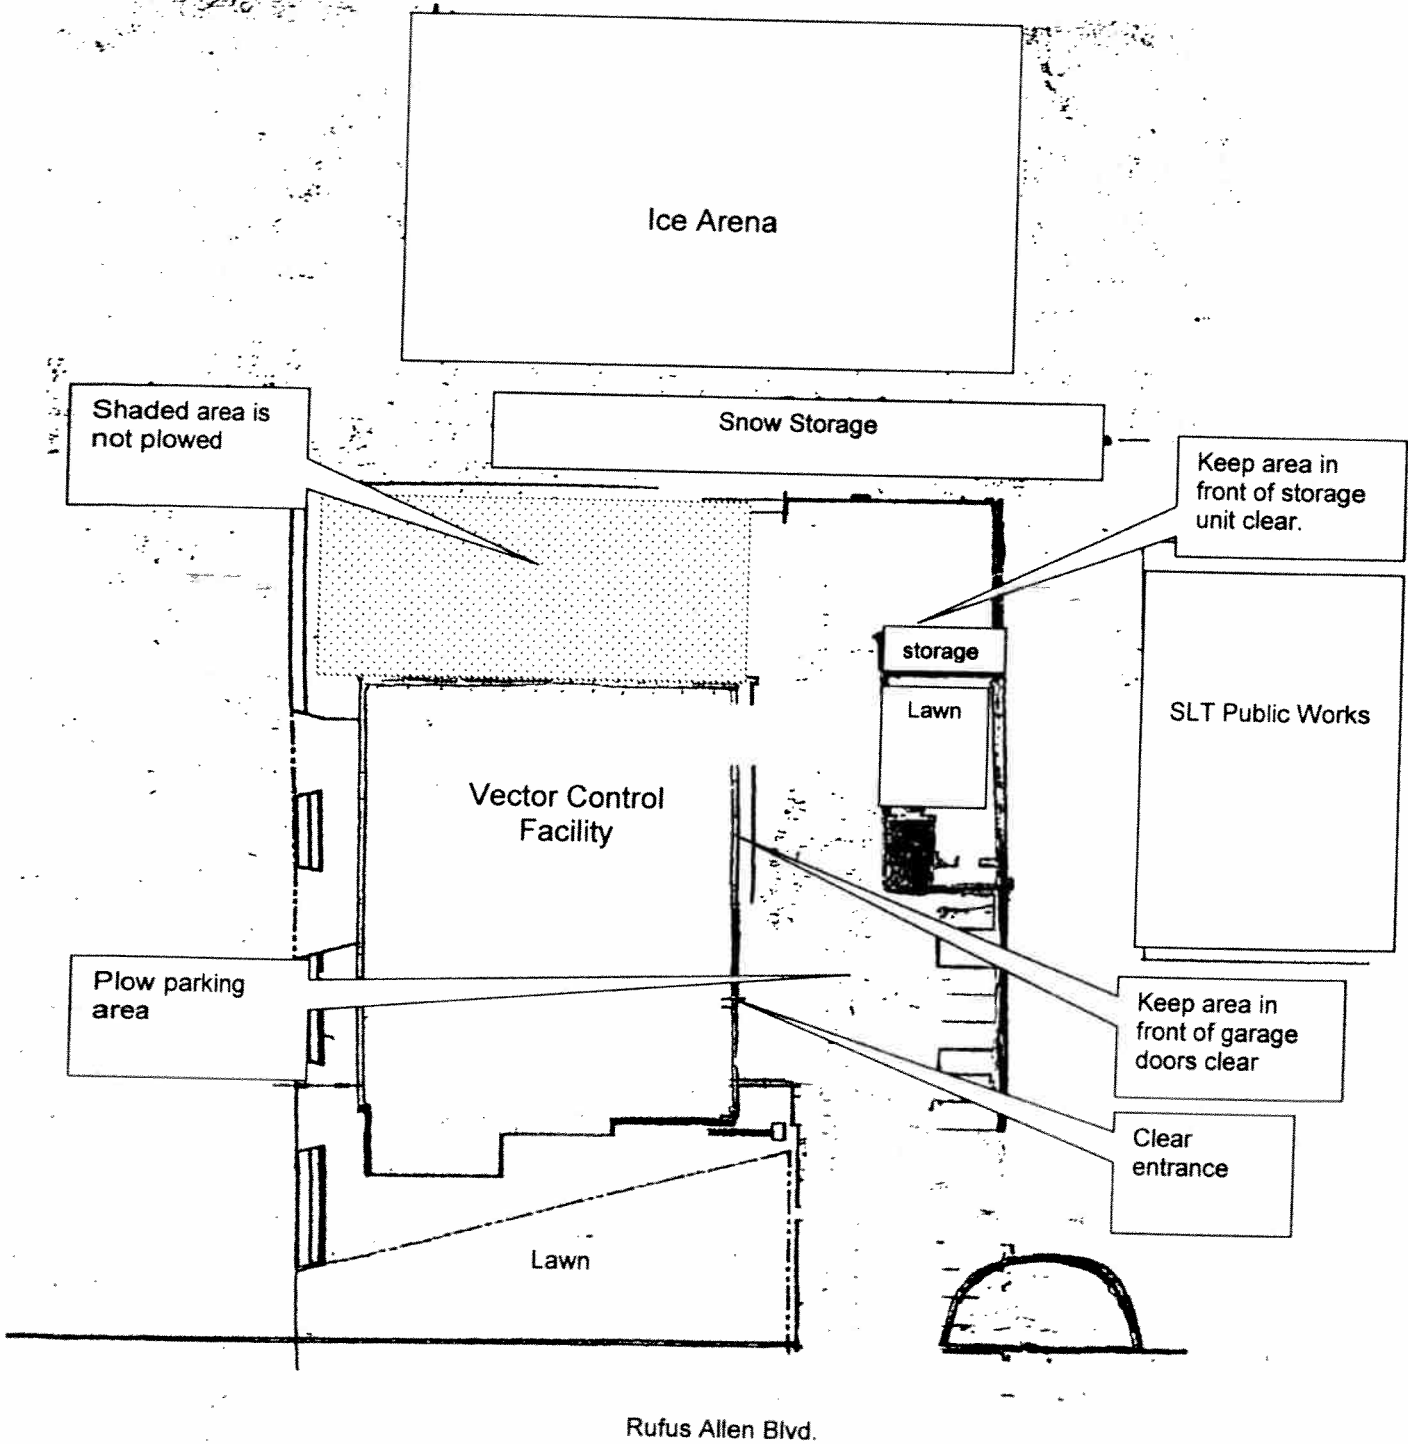 Ice Arena
Shaded area is
not plowed
Snow Storage
Keep area in
front of storage
unit clear.
storage
Lawn
SLT Public Works
Vector Control
Facility
Plow parking
area
Keep area in
front of garage
doors clear
Clear
entrance
Lawn
Rufus Allen Blvd.